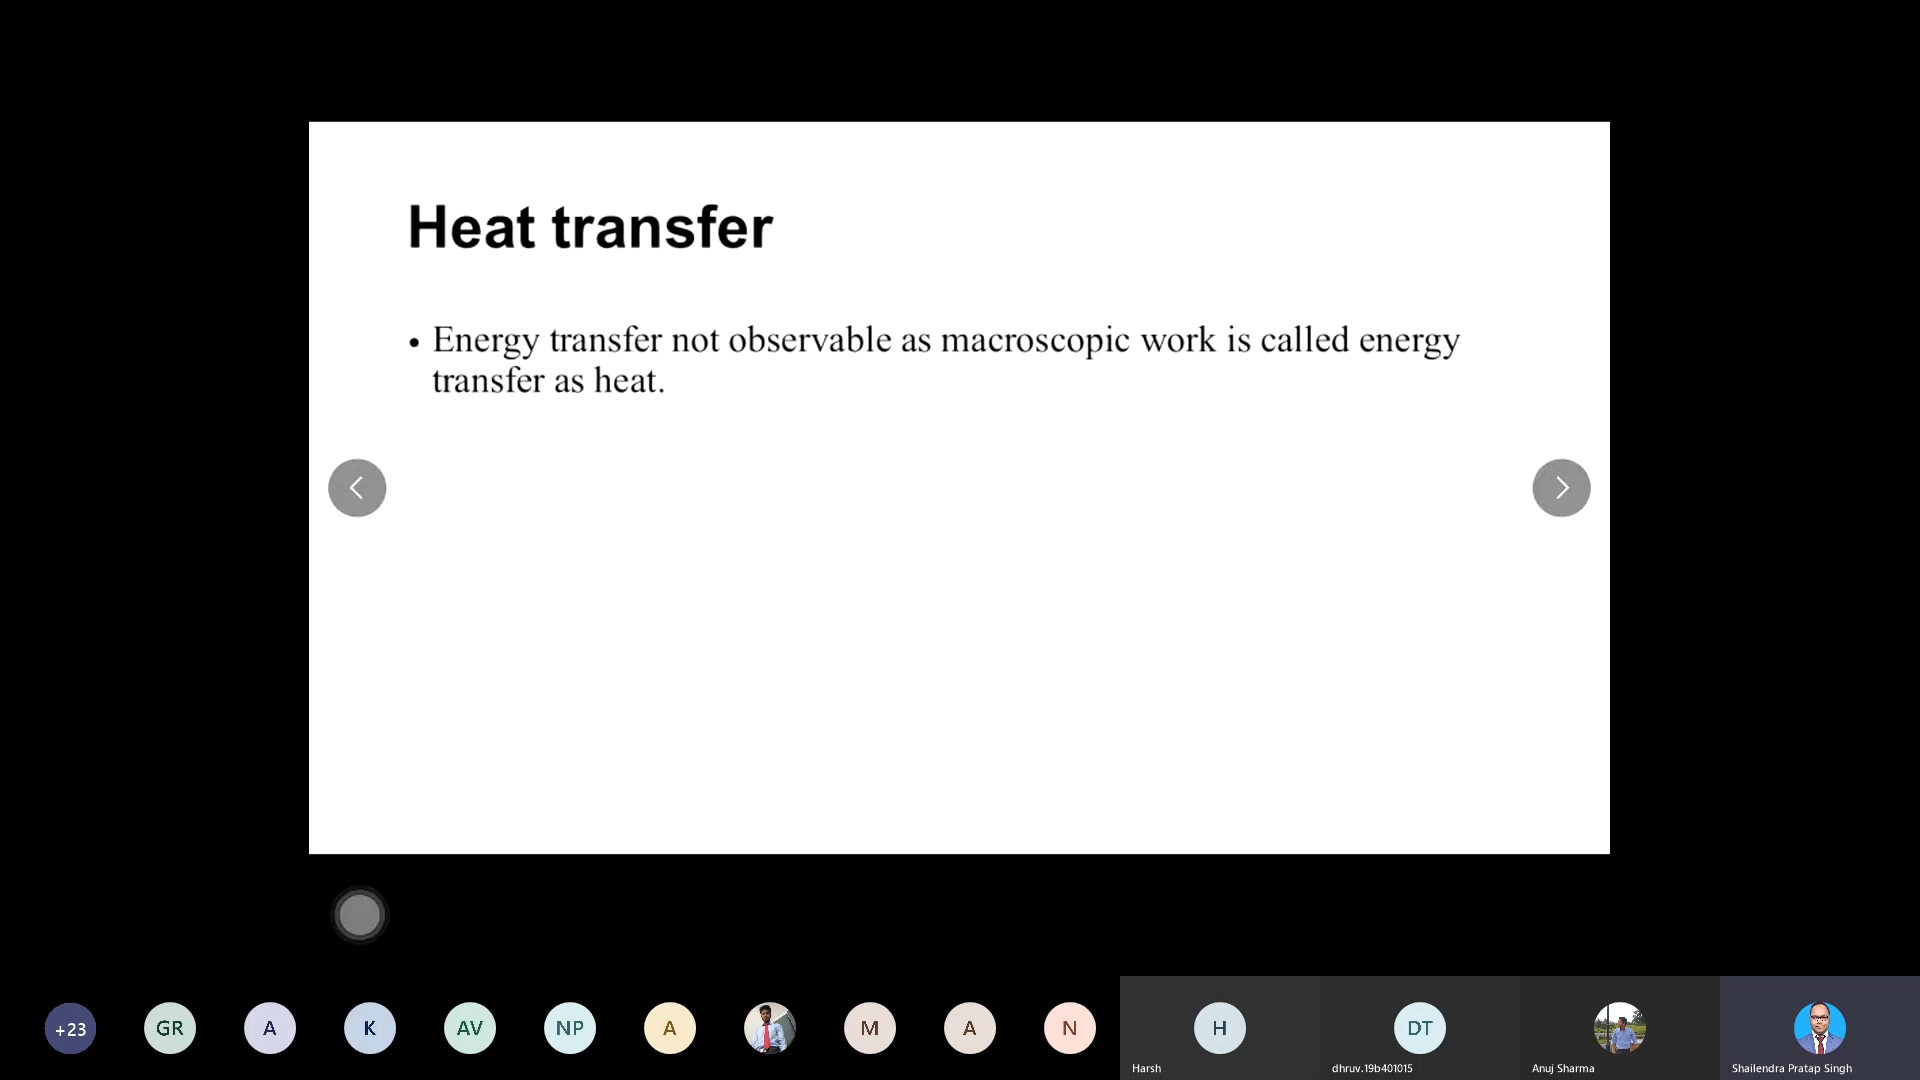 Heat transfer
• Energy transfer not observable as macroscopic work is called energy
transfer as heat.
+23
GR
A
K
AV
NP
A
M
A
N
H
DT
Harsh
dhruv.19b401015
Anuj Sharma
Shailendra Pratap Singh